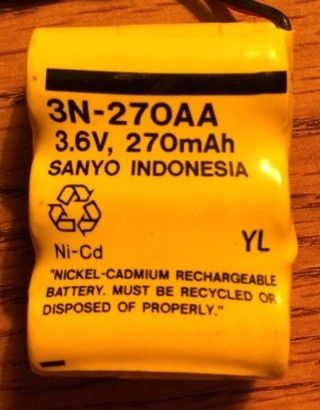 3N-270AA
3.6V, 270mAh
SANYO INDONESIA
Ni-Cd
YL
"NICKEL-CADMIUM RECHARGEABLE
BATTERY. MUST BE RECYCLED OR
DISPOSED OF PROPERLY."